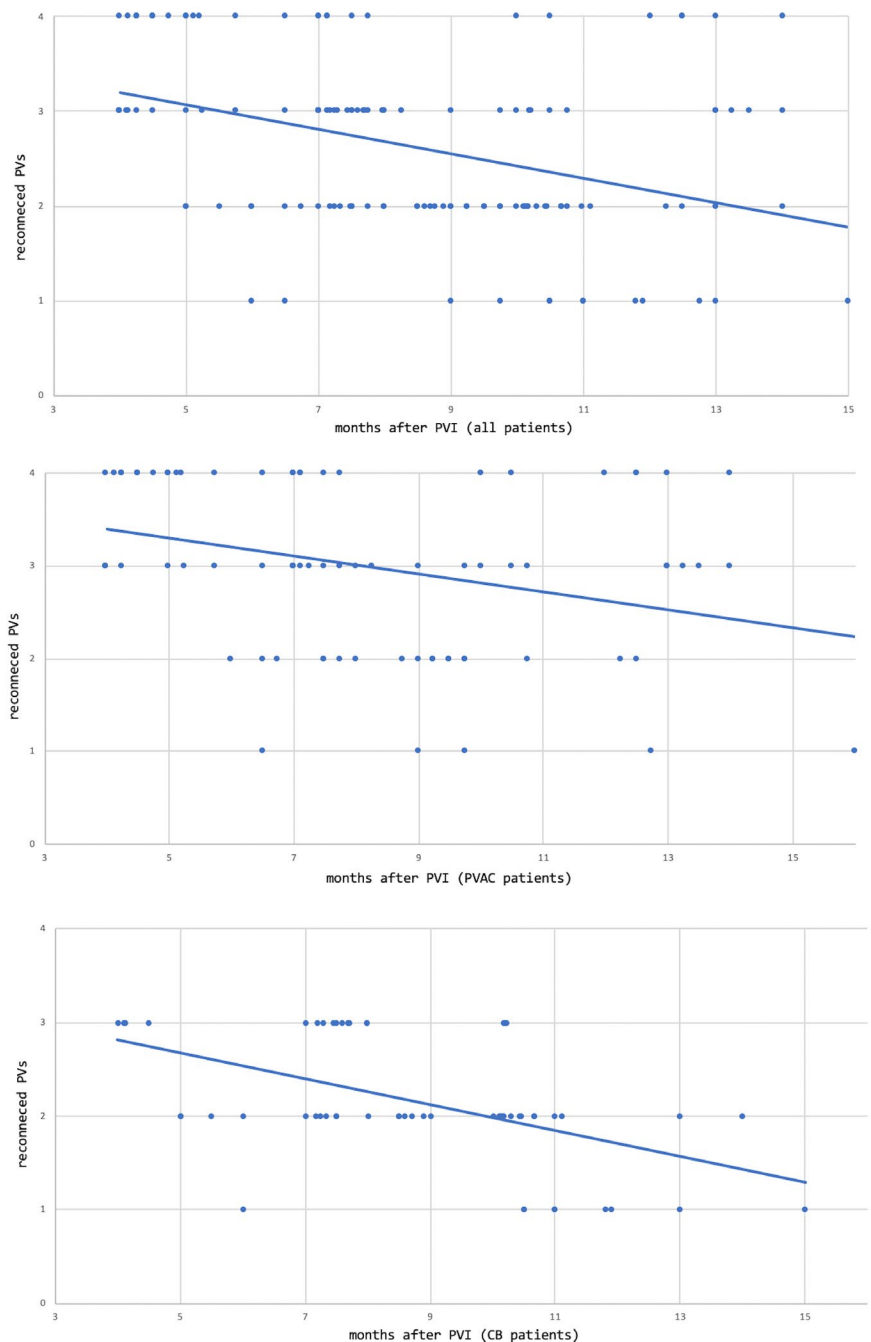 4
3
2
1
0
reconneced PVs
3 5 7 9 11 13 15
months after PVI (all patients)
4
3
2
1
0
reconneced PVs
3 5 7 9 11 13 15
months after PVI (PVAC patients)
4
3
2
1
0
reconneced PVs
3 5 7 9 11 13 15
months after PVI (CB patients)